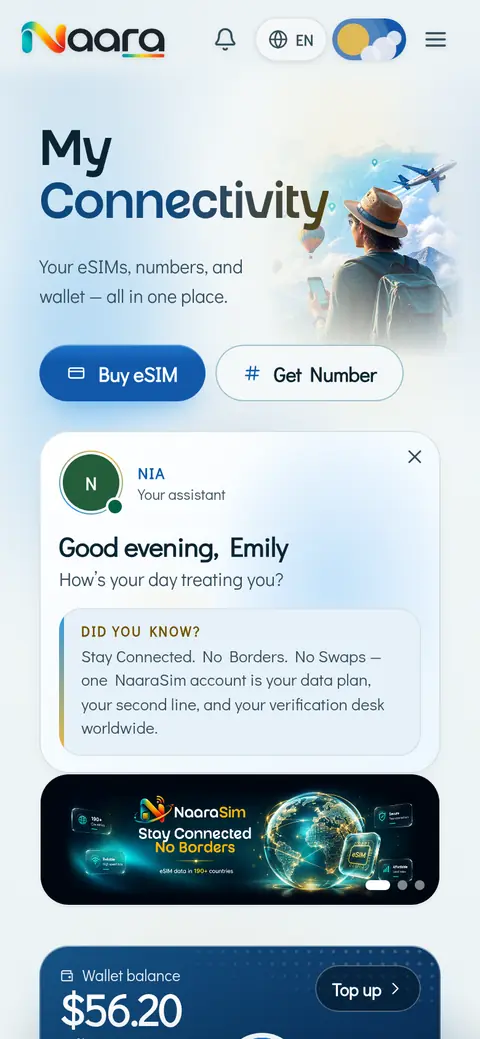 Naara
EN
My
Connectivity
Your eSIMs, numbers, and
wallet — all in one place.
Buy eSIM
# Get Number
N
NIA
Your assistant
Good evening, Emily
How's your day treating you?
DID YOU KNOW?
Stay Connected. No Borders. No Swaps —
one NaaraSim account is your data plan,
your second line, and your verification desk
worldwide.
NaaraSim
Stay Connected
No Borders
eSIM data in 190+ countries
190+
eSIM
Secure
Wallet balance
Top up
$56.20